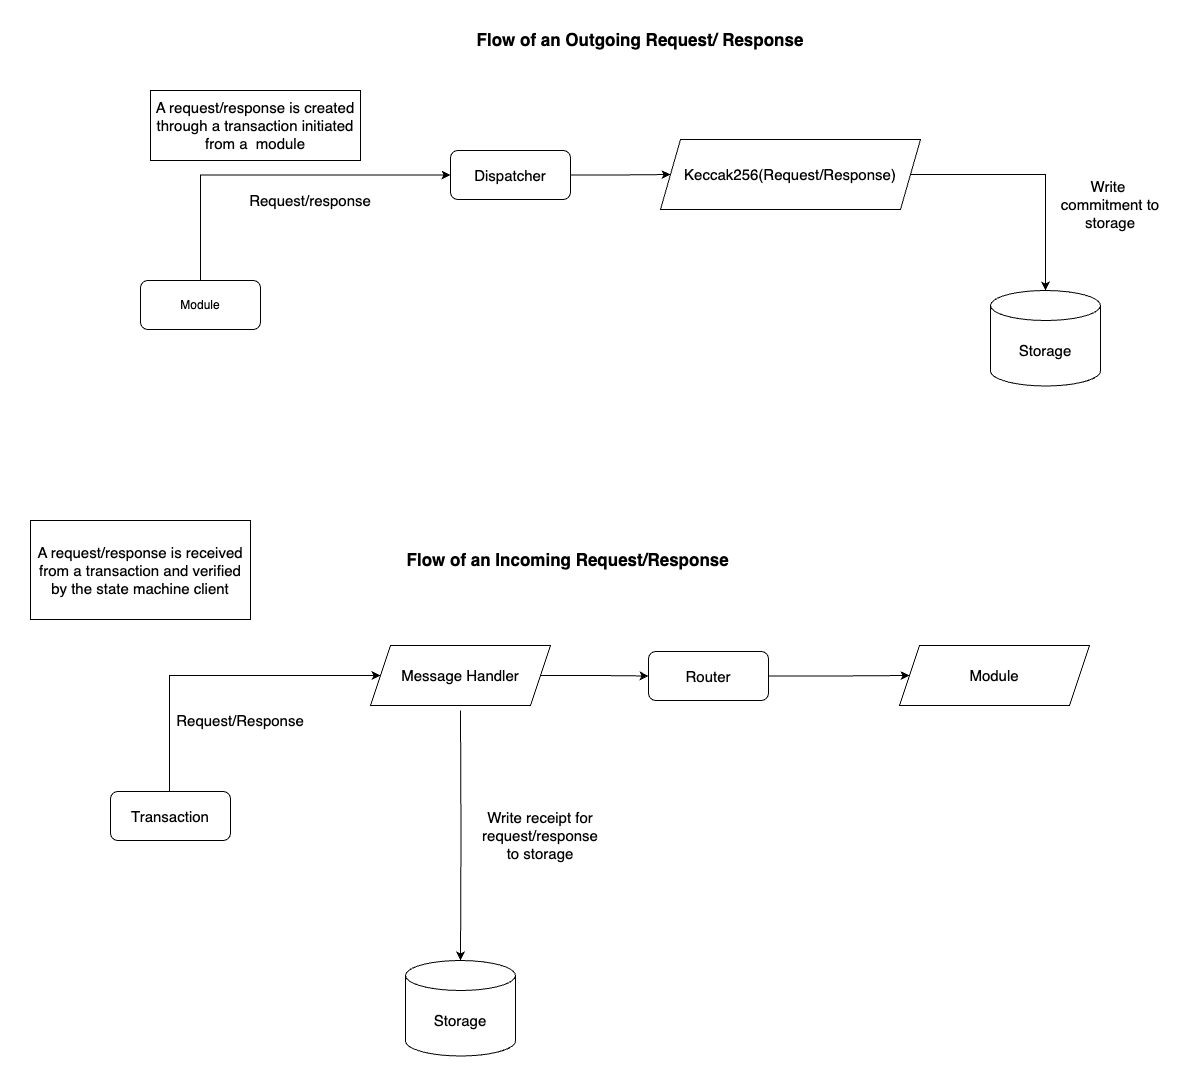 Flow of an Outgoing Request/ Response
A request/response is created
through a transaction initiated
from a  module
Dispatcher
Keccak256(Request/Response)
Request/response
Write
commitment to
storage
Module
Storage
A request/response is received
from a transaction and verified
by the state machine client
Flow of an Incoming Request/Response
Message Handler
Router
Module
Request/Response
Transaction
Write receipt for
request/response
to storage
Storage